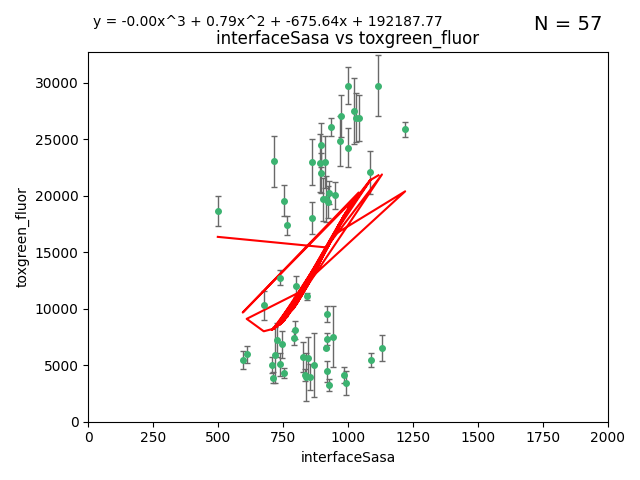 y = -0.00x^3 + 0.79x^2 + -675.64x + 192187.77
N = 57
interfaceSasa vs toxgreen_fluor
30000
25000
20000
15000
10000
5000
0
toxgreen_fluor
0 250 500 750 1000 1250 1500 1750 2000
interfaceSasa